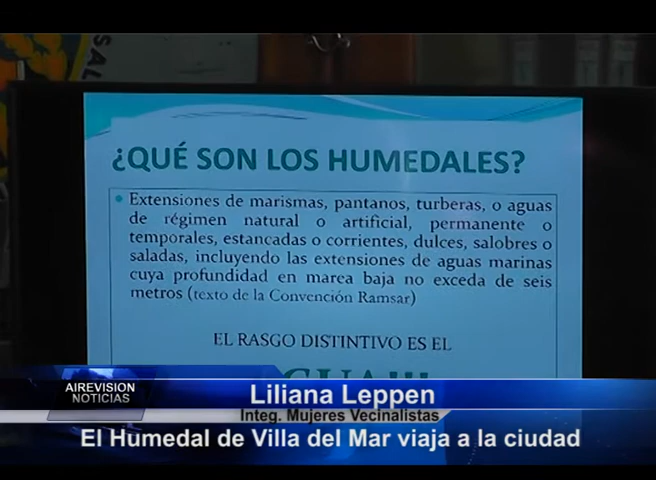 SAL
¿QUÉ SON LOS HUMEDALES?
Extensiones de marismas, pantanos, turberas, o aguas
de régimen natural o artificial, permanente o
temporales, estancadas o corrientes, dulces, salobres o
saladas, incluyendo las extensiones de aguas marinas
cuya profundidad en marea baja no exceda de seis
metros (texto de la Convención Ramsar)
EL RASGO DISTINTIVO ES EL
AIREVISION
NOTICIAS
Liliana Leppen
Integ. Mujeres Vecinalistas
El Humedal de Villa del Mar viaja a la ciudad